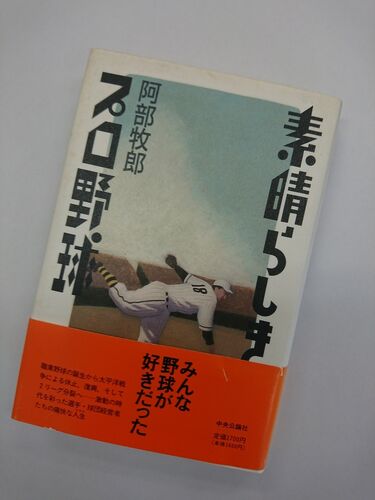 素晴らしき
プロ野球
阿部牧郎
18
みんな
野球が
好きだった
職業野球の誕生から太平洋戦
争による休止、復興、そして
2リーグ分裂へ──激動の時
代を彩った選手・球団経営者
たちの痛快な人生
中央公論社
定価1700円